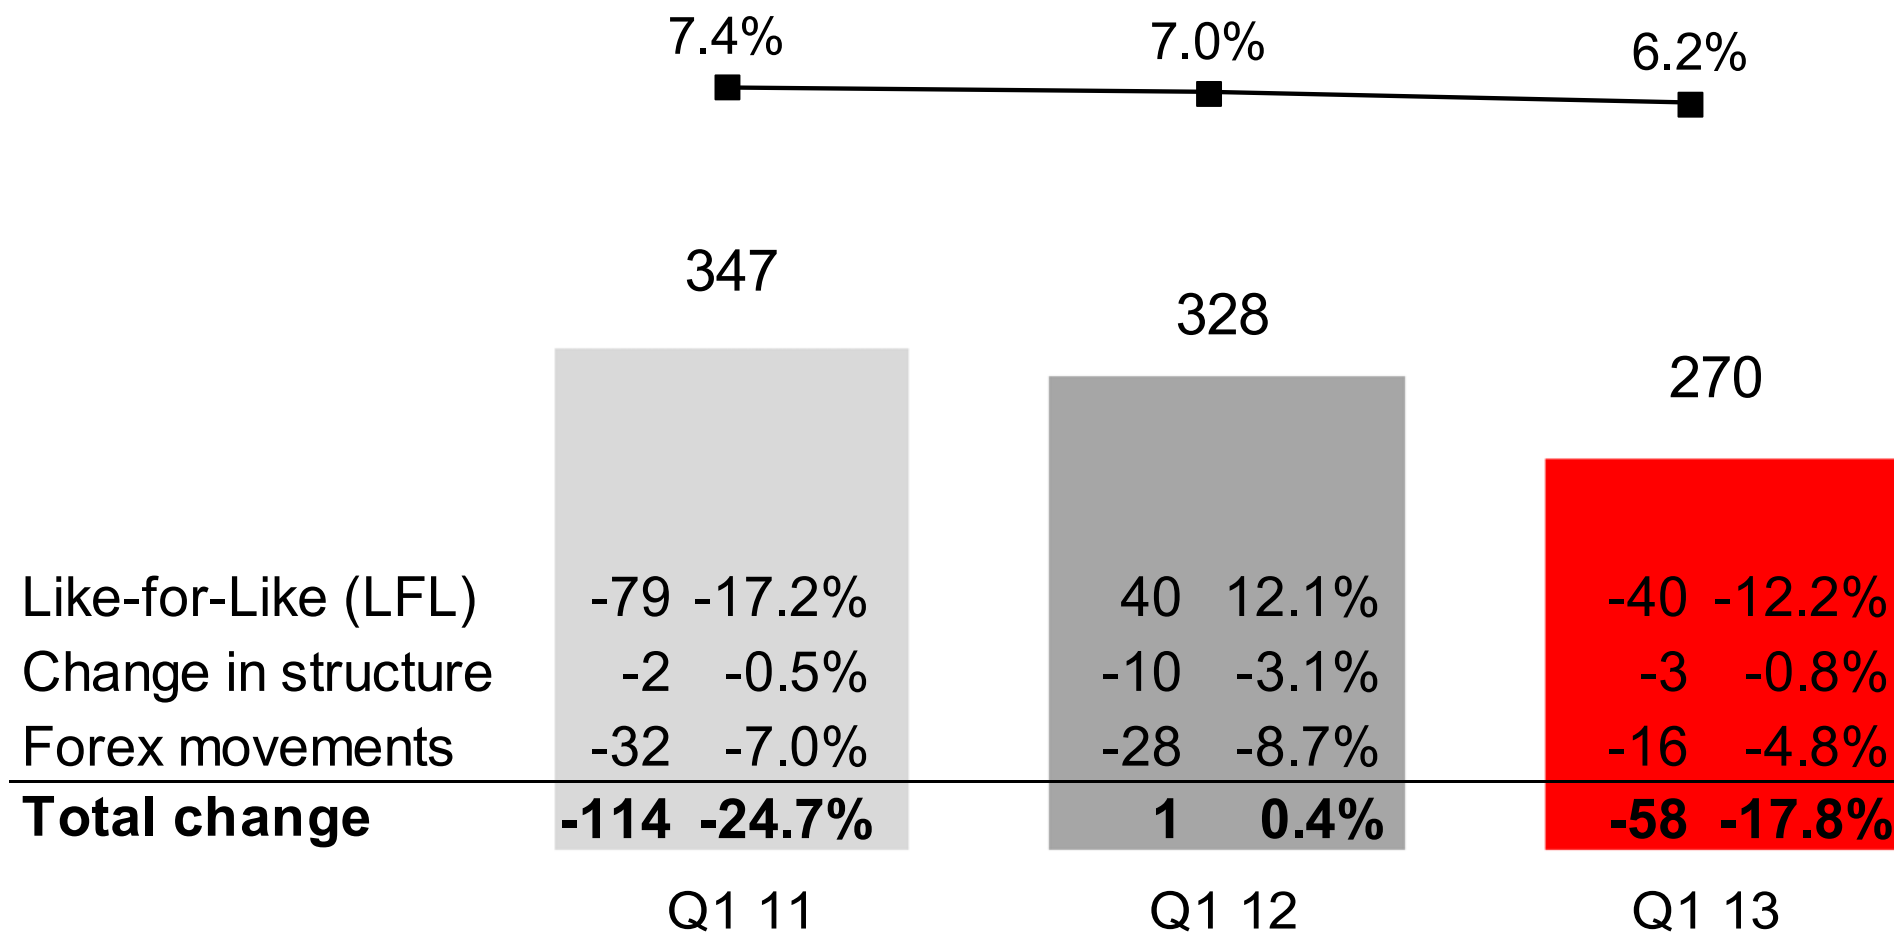 7.4% 7.0% 6.2%
347 328 270
Like-for-Like (LFL) -79 -17.2% 40 12.1% -40 -12.2%
Change in structure -2 -0.5% -10 -3.1% -3 -0.8%
Forex movements -32 -7.0% -28 -8.7% -16 -4.8%
Total change -114 -24.7% 1 0.4% -58 -17.8%
Q1 11 Q1 12 Q1 13